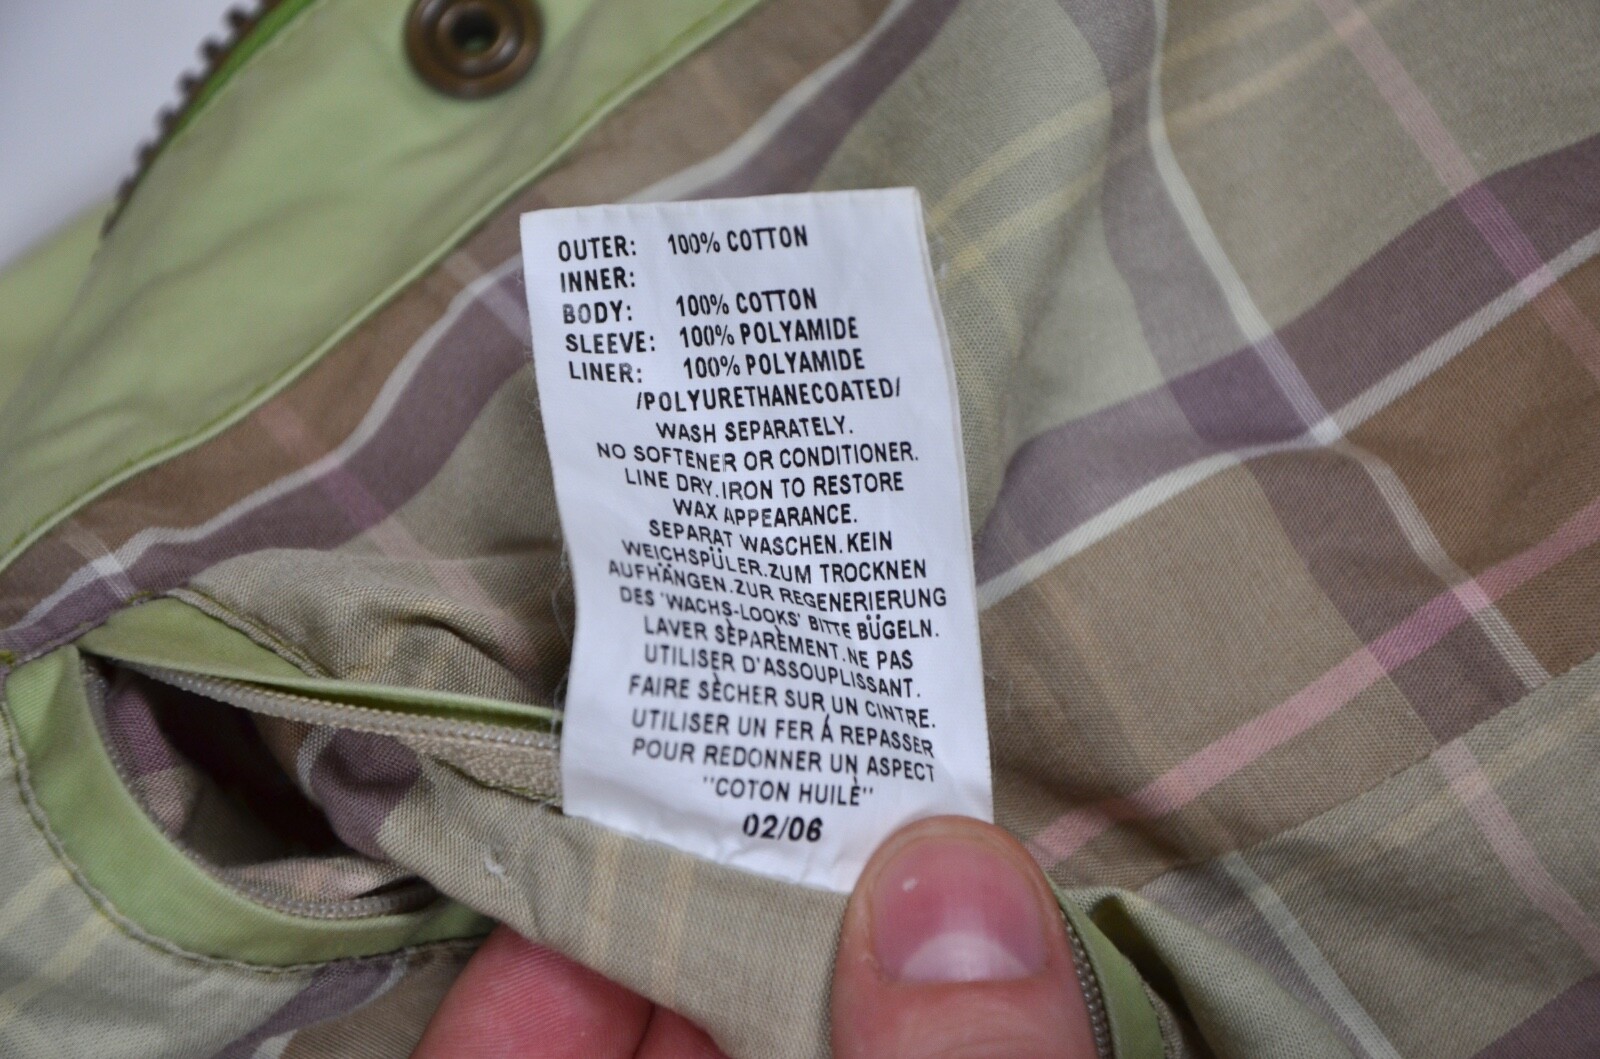 OUTER: 100% COTTON
INNER:
BODY: 100% COTTON
SLEEVE: 100% POLYAMIDE
LINER: 100% POLYAMIDE
/POLYURETHANECOATED/
WASH SEPARATELY.
NO SOFTENER OR CONDITIONER.
LINE DRY.IRON TO RESTORE
WAX APPEARANCE.
SEPARAT WASCHEN.KEIN
WEICHSPÜLER.ZUM TROCKNEN
AUFHÄNGEN.ZUR REGENERIERUNG
DES 'WACHS-LOOKS' BITTE BÜGELN.
LAVER SÈPARÈMENT.NE PAS
UTILISER D'ASSOUPLISSANT.
FAIRE SÈCHER SUR UN CINTRE.
UTILISER UN FER Á REPASSER
POUR REDONNER UN ASPECT
"COTON HUILÈ"
02/06